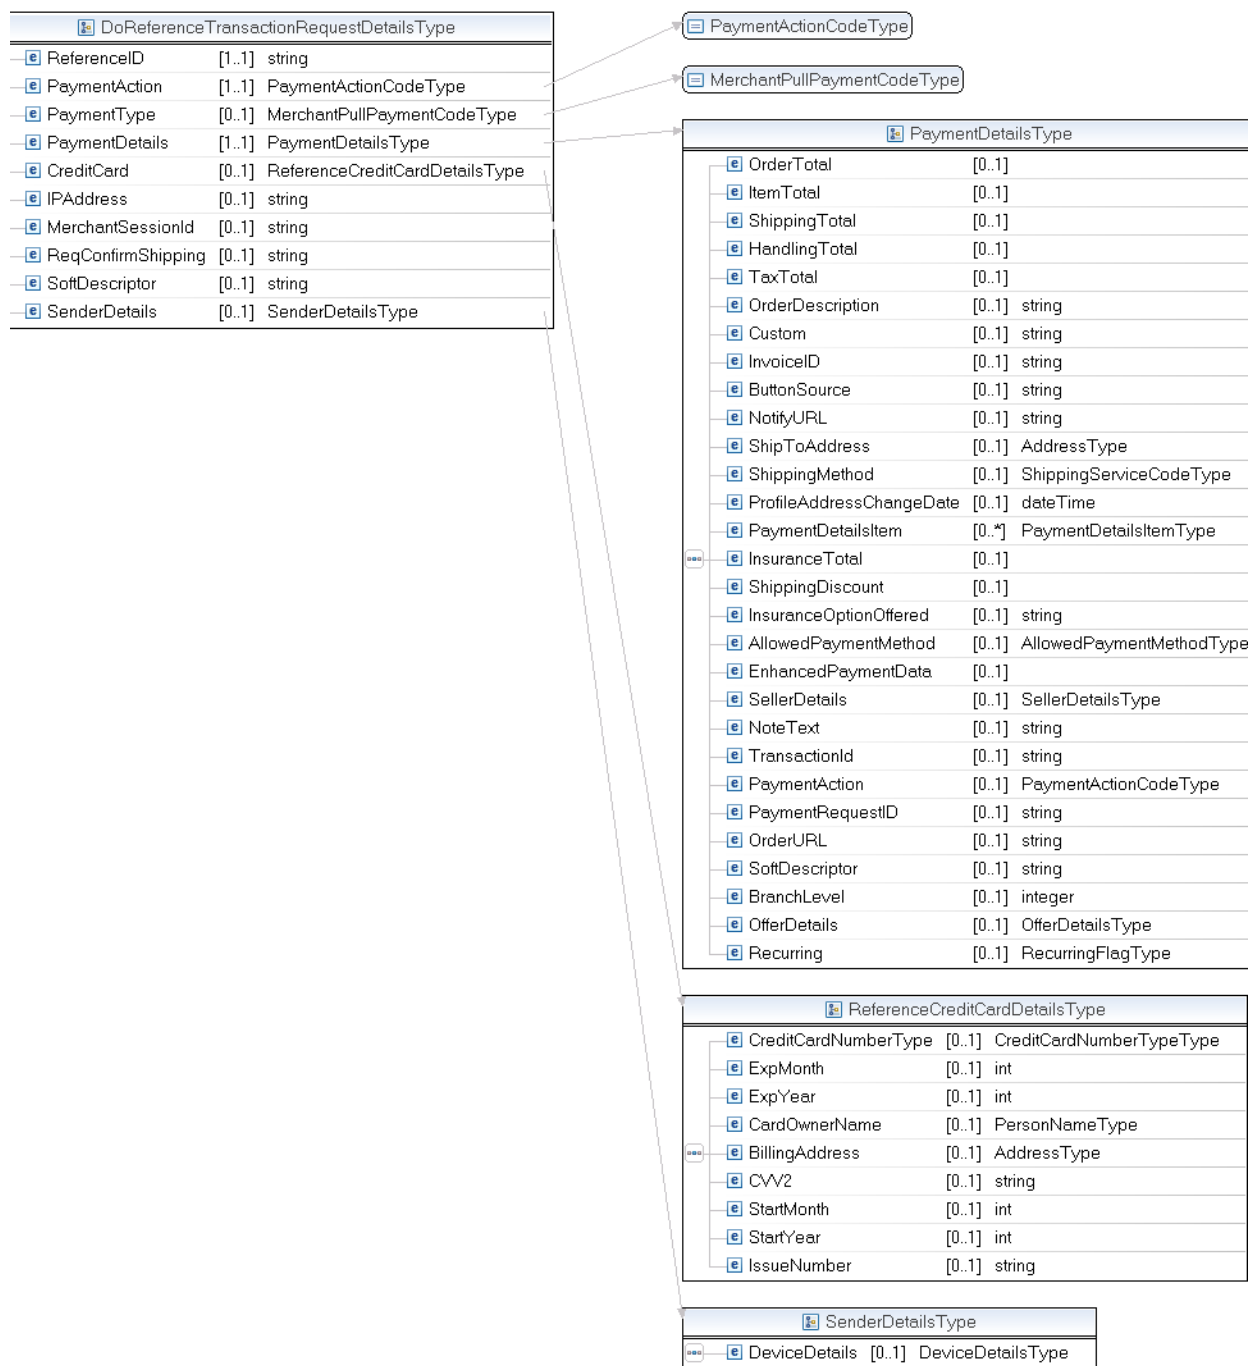 DoReferenceTransactionRequestDetailsType
e ReferenceID [1..1] string
e PaymentAction [1..1] PaymentActionCodeType
e PaymentType [0..1] MerchantPullPaymentCodeType
e PaymentDetails [1..1] PaymentDetailsType
e CreditCard [0..1] ReferenceCreditCardDetailsType
e IPAddress [0..1] string
e MerchantSessionId [0..1] string
e ReqConfirmShipping [0..1] string
e SoftDescriptor [0..1] string
e SenderDetails [0..1] SenderDetailsType
PaymentActionCodeType
MerchantPullPaymentCodeType
PaymentDetailsType
e OrderTotal [0..1]
e ItemTotal [0..1]
e ShippingTotal [0..1]
e HandlingTotal [0..1]
e TaxTotal [0..1]
e OrderDescription [0..1] string
e Custom [0..1] string
e InvoiceID [0..1] string
e ButtonSource [0..1] string
e NotifyURL [0..1] string
e ShipToAddress [0..1] AddressType
e ShippingMethod [0..1] ShippingServiceCodeType
e ProfileAddressChangeDate [0..1] dateTime
e PaymentDetailsItem [0..*] PaymentDetailsItemType
e InsuranceTotal [0..1]
e ShippingDiscount [0..1]
e InsuranceOptionOffered [0..1] string
e AllowedPaymentMethod [0..1] AllowedPaymentMethodType
e EnhancedPaymentData [0..1]
e SellerDetails [0..1] SellerDetailsType
e NoteText [0..1] string
e TransactionId [0..1] string
e PaymentAction [0..1] PaymentActionCodeType
e PaymentRequestID [0..1] string
e OrderURL [0..1] string
e SoftDescriptor [0..1] string
e BranchLevel [0..1] integer
e OfferDetails [0..1] OfferDetailsType
e Recurring [0..1] RecurringFlagType
ReferenceCreditCardDetailsType
e CreditCardNumberType [0..1] CreditCardNumberTypeType
e ExpMonth [0..1] int
e ExpYear [0..1] int
e CardOwnerName [0..1] PersonNameType
e BillingAddress [0..1] AddressType
e CVV2 [0..1] string
e StartMonth [0..1] int
e StartYear [0..1] int
e IssueNumber [0..1] string
SenderDetailsType
e DeviceDetails [0..1] DeviceDetailsType